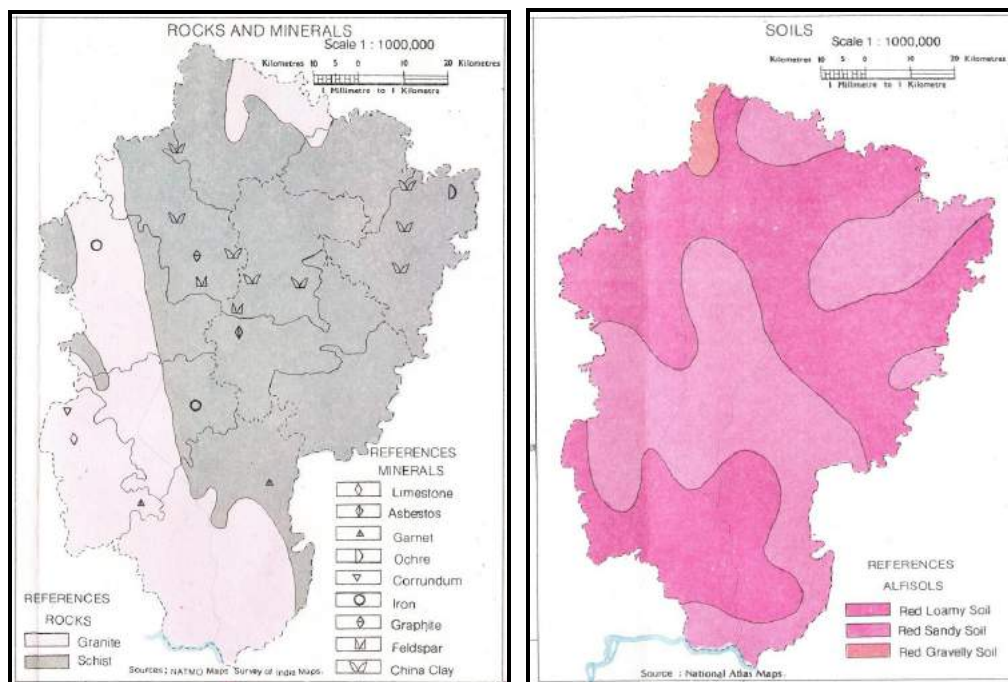 ROCKS AND MINERALS
Scale 1 : 1000,000
Kilometres 10 5 0 10 20 Kilometres
1 Millimetre to 1 Kilometre
REFERENCES
MINERALS
Limestone
Asbestos
Garnet
Ochre
Corrundum
Iron
Graphite
Feldspar
China Clay
REFERENCES
ROCKS
Granite
Schist
Sources : NATMO Maps Survey of India Maps.
SOILS
Scale 1 : 1000,000
Kilometres 10 5 0 10 20 Kilometres
1 Millimetre to 1 Kilometre
REFERENCES
ALFISOLS
Red Loamy Soil
Red Sandy Soil
Red Gravelly Soil
Source : National Atlas Maps.